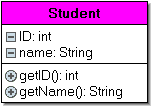 Student
ID: int
name: String
getID(): int
getName(): String